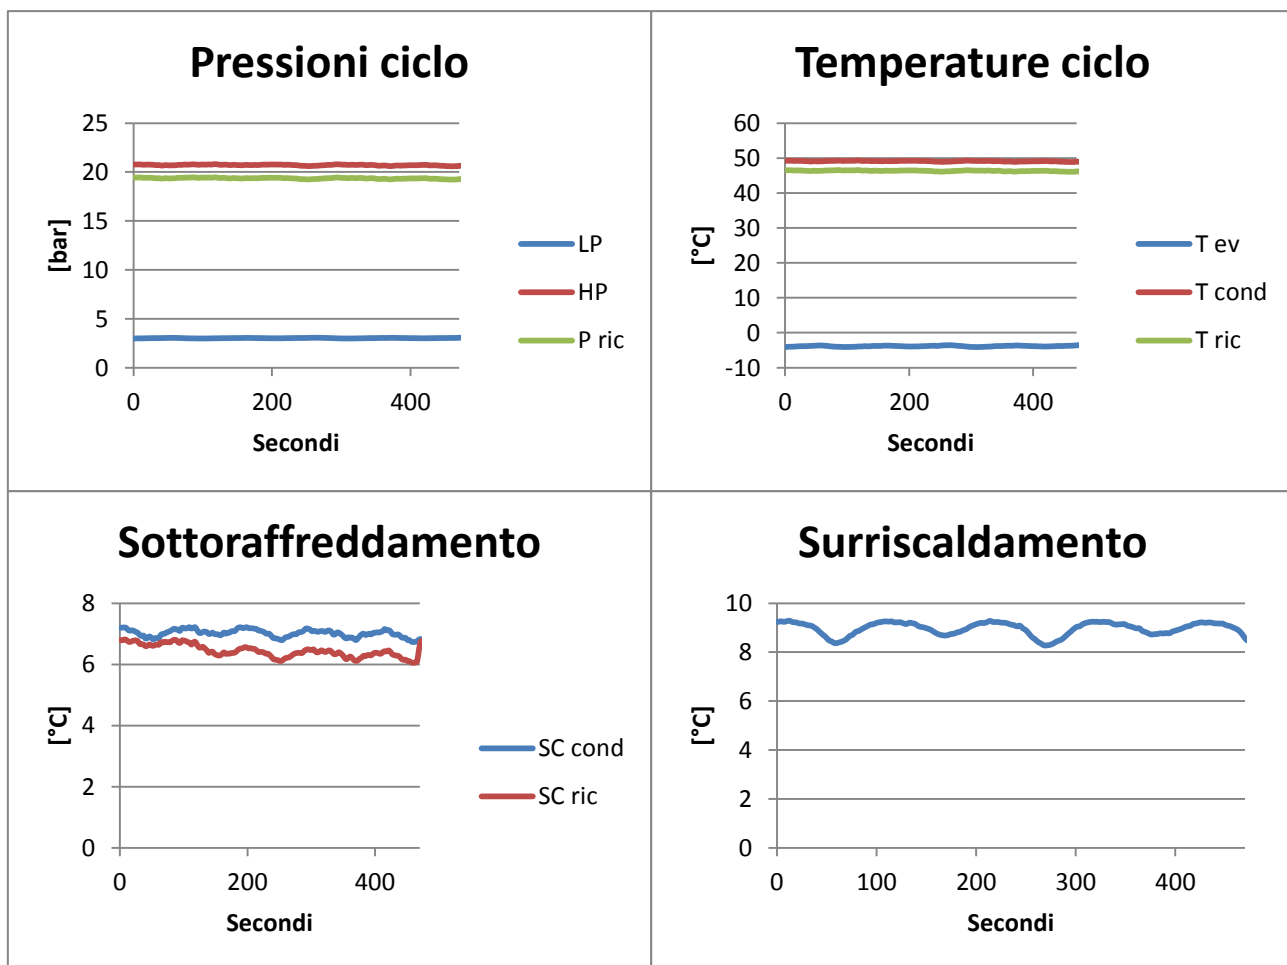 Pressioni ciclo
25
20
15
10
5
0
[bar]
0 200 400
Secondi
LP
HP
P ric
Temperature ciclo
60
50
40
30
20
10
0
-10
[°C]
0 200 400
Secondi
T ev
T cond
T ric
Sottoraffreddamento
8
6
4
2
0
[°C]
0 200 400
Secondi
SC cond
SC ric
Surriscaldamento
10
8
6
4
2
0
[°C]
0 100 200 300 400
Secondi